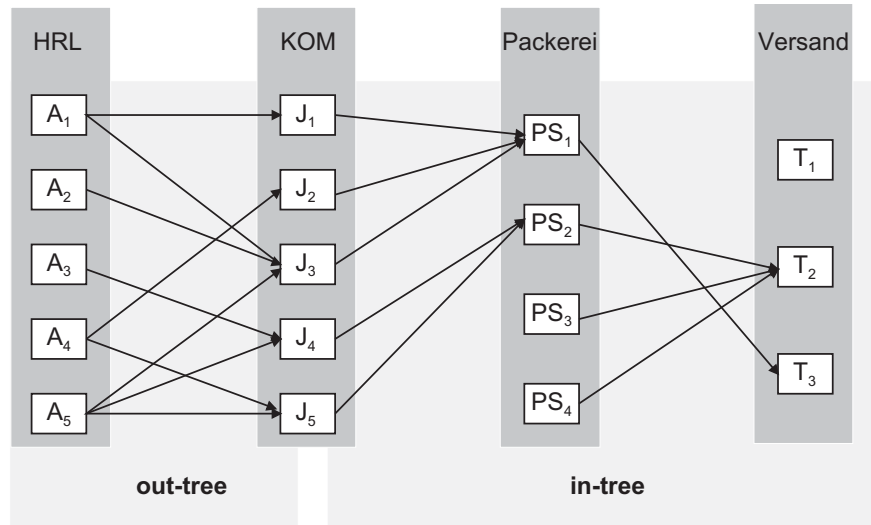 HRL KOM Packerei Versand
A₁ J₁ PS₁ T₁
A₂ J₂ PS₂ T₂
A₃ J₃ PS₃ T₃
A₄ J₄ PS₄
A₅ J₅
out-tree in-tree